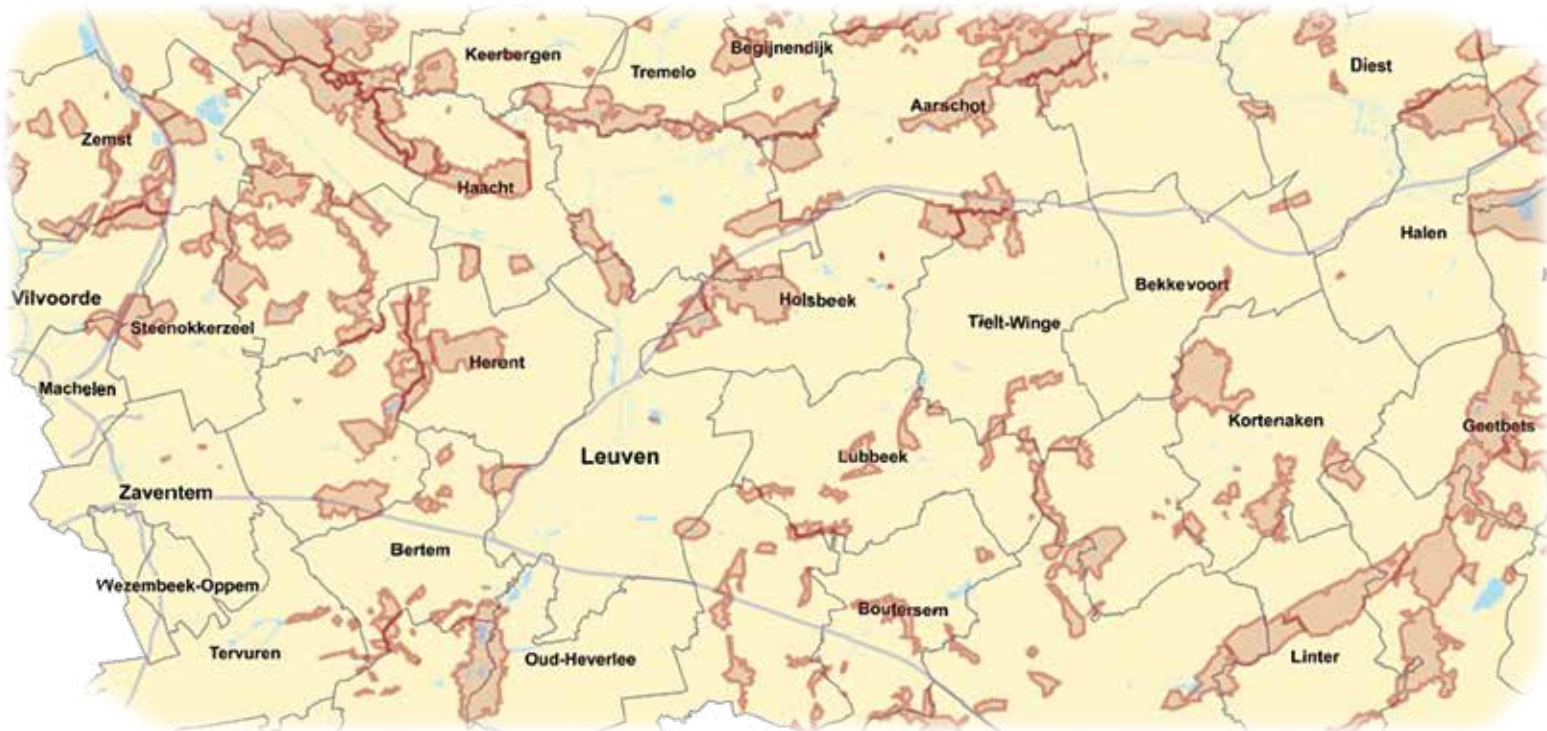 Keerbergen
Begijnendijk
Tremelo
Diest
Aarschot
Zemst
Haacht
Halen
Vilvoorde
Holsbeek
Bekkevoort
Steenokkerzeel
Tielt-Winge
Herent
Machelen
Kortenaken
Geetbets
Leuven
Lubbeek
Zaventem
Bertem
Wezembeek-Oppem
Boutersem
Tervuren
Oud-Heverlee
Linter